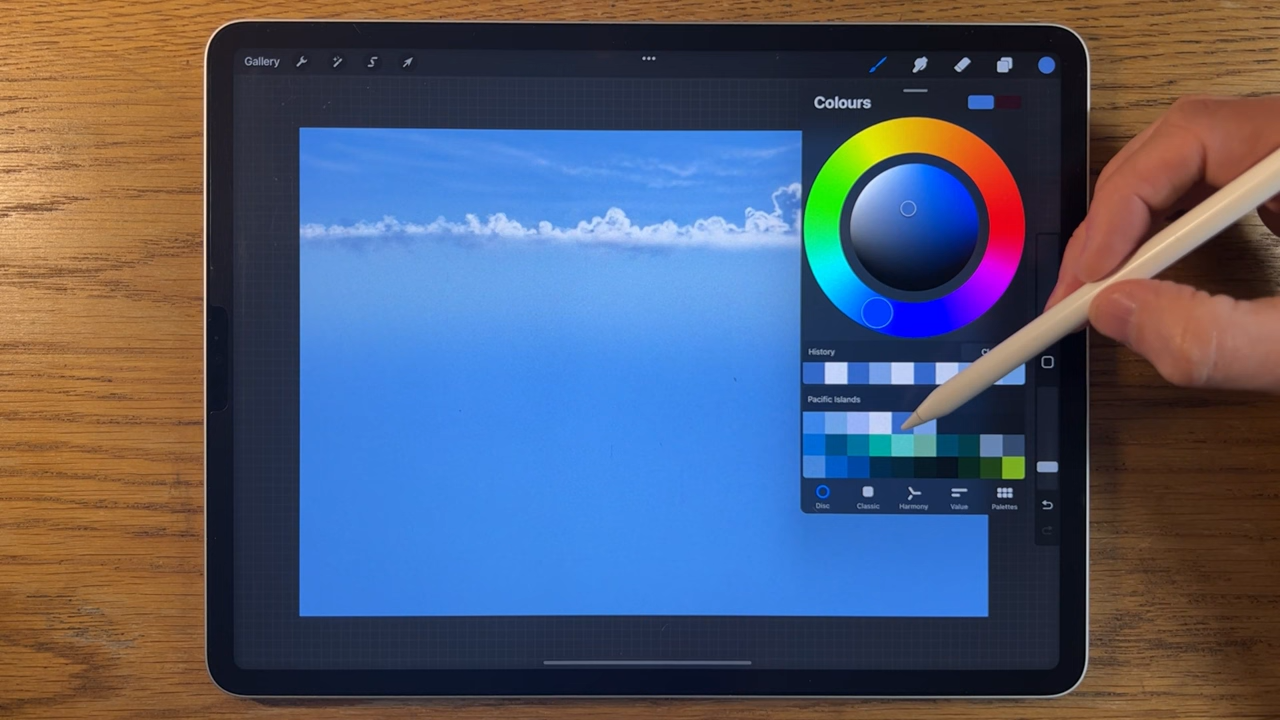 Gallery
Colours
History
Pacific Islands
Disc
Classic
Harmony
Value
Palettes